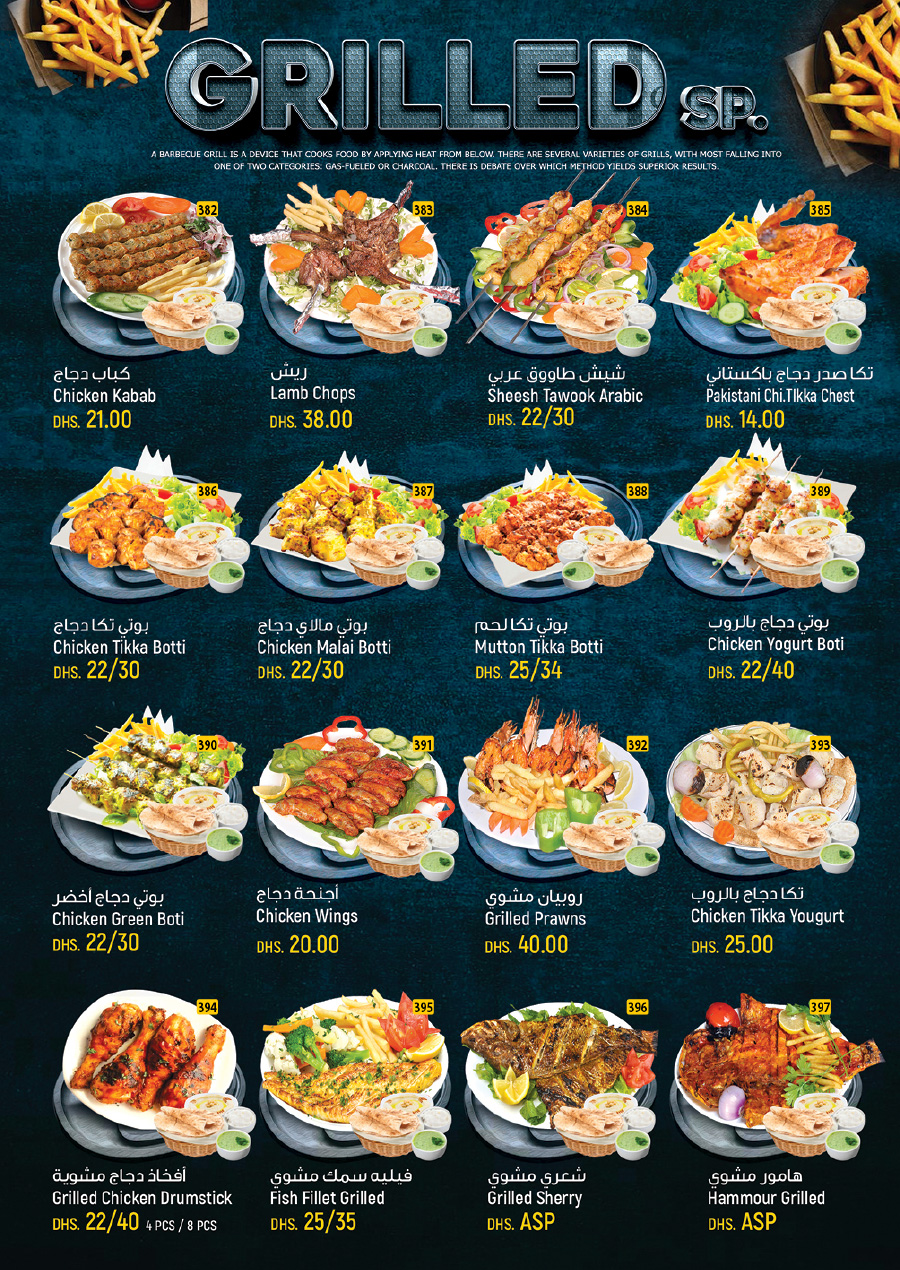 GRILLED SP.
A BARBECUE GRILL IS A DEVICE THAT COOKS FOOD BY APPLYING HEAT FROM BELOW. THERE ARE SEVERAL VARIETIES OF GRILLS, WITH MOST FALLING INTO
ONE OF TWO CATEGORIES: GAS-FUELED OR CHARCOAL. THERE IS DEBATE OVER WHICH METHOD YIELDS SUPERIOR RESULTS.
382
كباب دجاج
Chicken Kabab
DHS. 21.00
383
ريش
Lamb Chops
DHS. 38.00
384
شيش طاووق عربي
Sheesh Tawook Arabic
DHS. 22/30
385
تكا صدر دجاج باكستاني
Pakistani Chi.TIkka Chest
DHS. 14.00
386
بوتي تكا دجاج
Chicken Tikka Botti
DHS. 22/30
387
بوتي مالاي دجاج
Chicken Malai Botti
DHS. 22/30
388
بوتي تكا لحم
Mutton Tikka Botti
DHS. 25/34
389
بوتي دجاج بالروب
Chicken Yogurt Boti
DHS. 22/40
390
بوتي دجاج أخضر
Chicken Green Boti
DHS. 22/30
391
أجنحة دجاج
Chicken Wings
DHS. 20.00
392
روبيان مشوي
Grilled Prawns
DHS. 40.00
393
تكا دجاج بالروب
Chicken Tikka Yougurt
DHS. 25.00
394
أفخاذ دجاج مشوية
Grilled Chicken Drumstick
DHS. 22/40 4 PCS / 8 PCS
395
فيليه سمك مشوي
Fish Fillet Grilled
DHS. 25/35
396
شعري مشوي
Grilled Sherry
DHS. ASP
397
هامور مشوي
Hammour Grilled
DHS. ASP